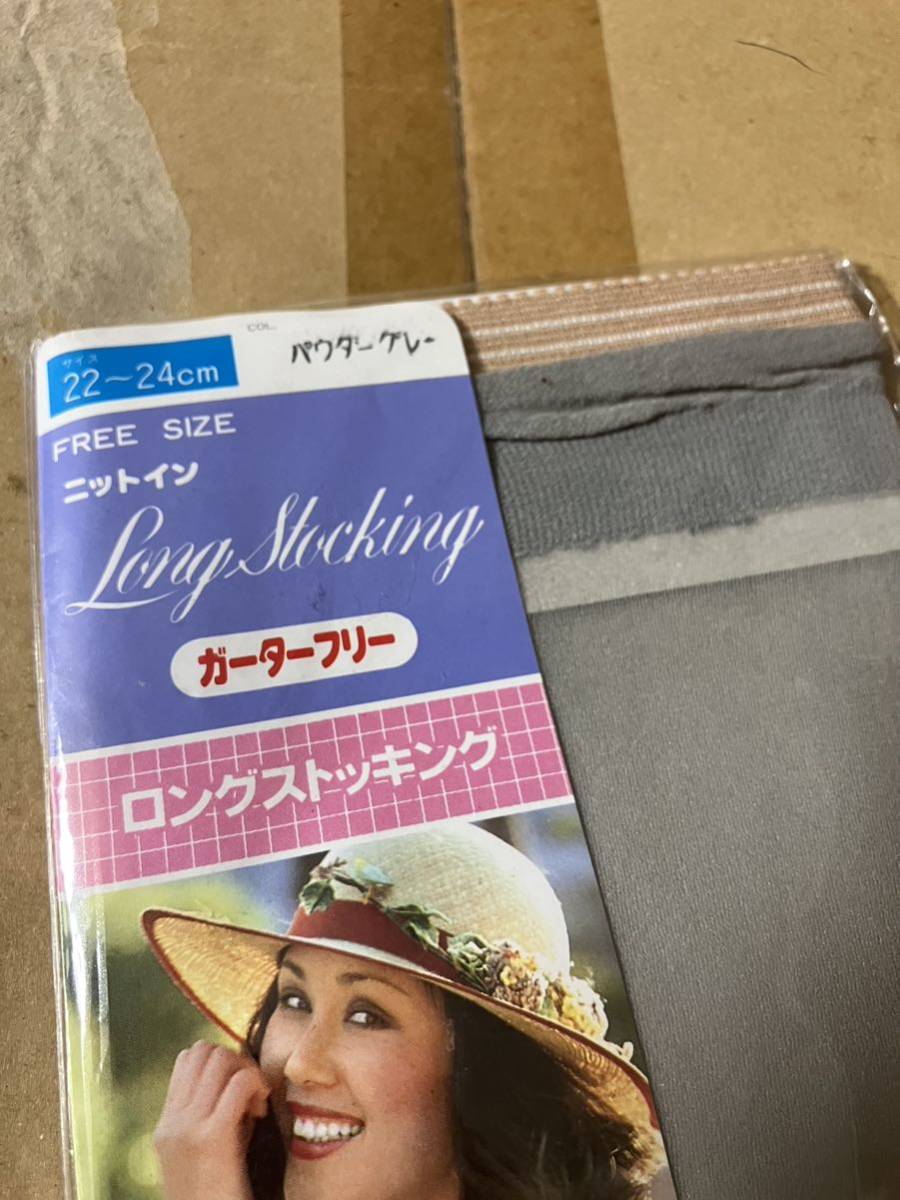 COL.
パウダーグレー
サイズ
22～24cm
FREE SIZE
ニットイン
Long Stocking
ガーターフリー
ロングストッキング